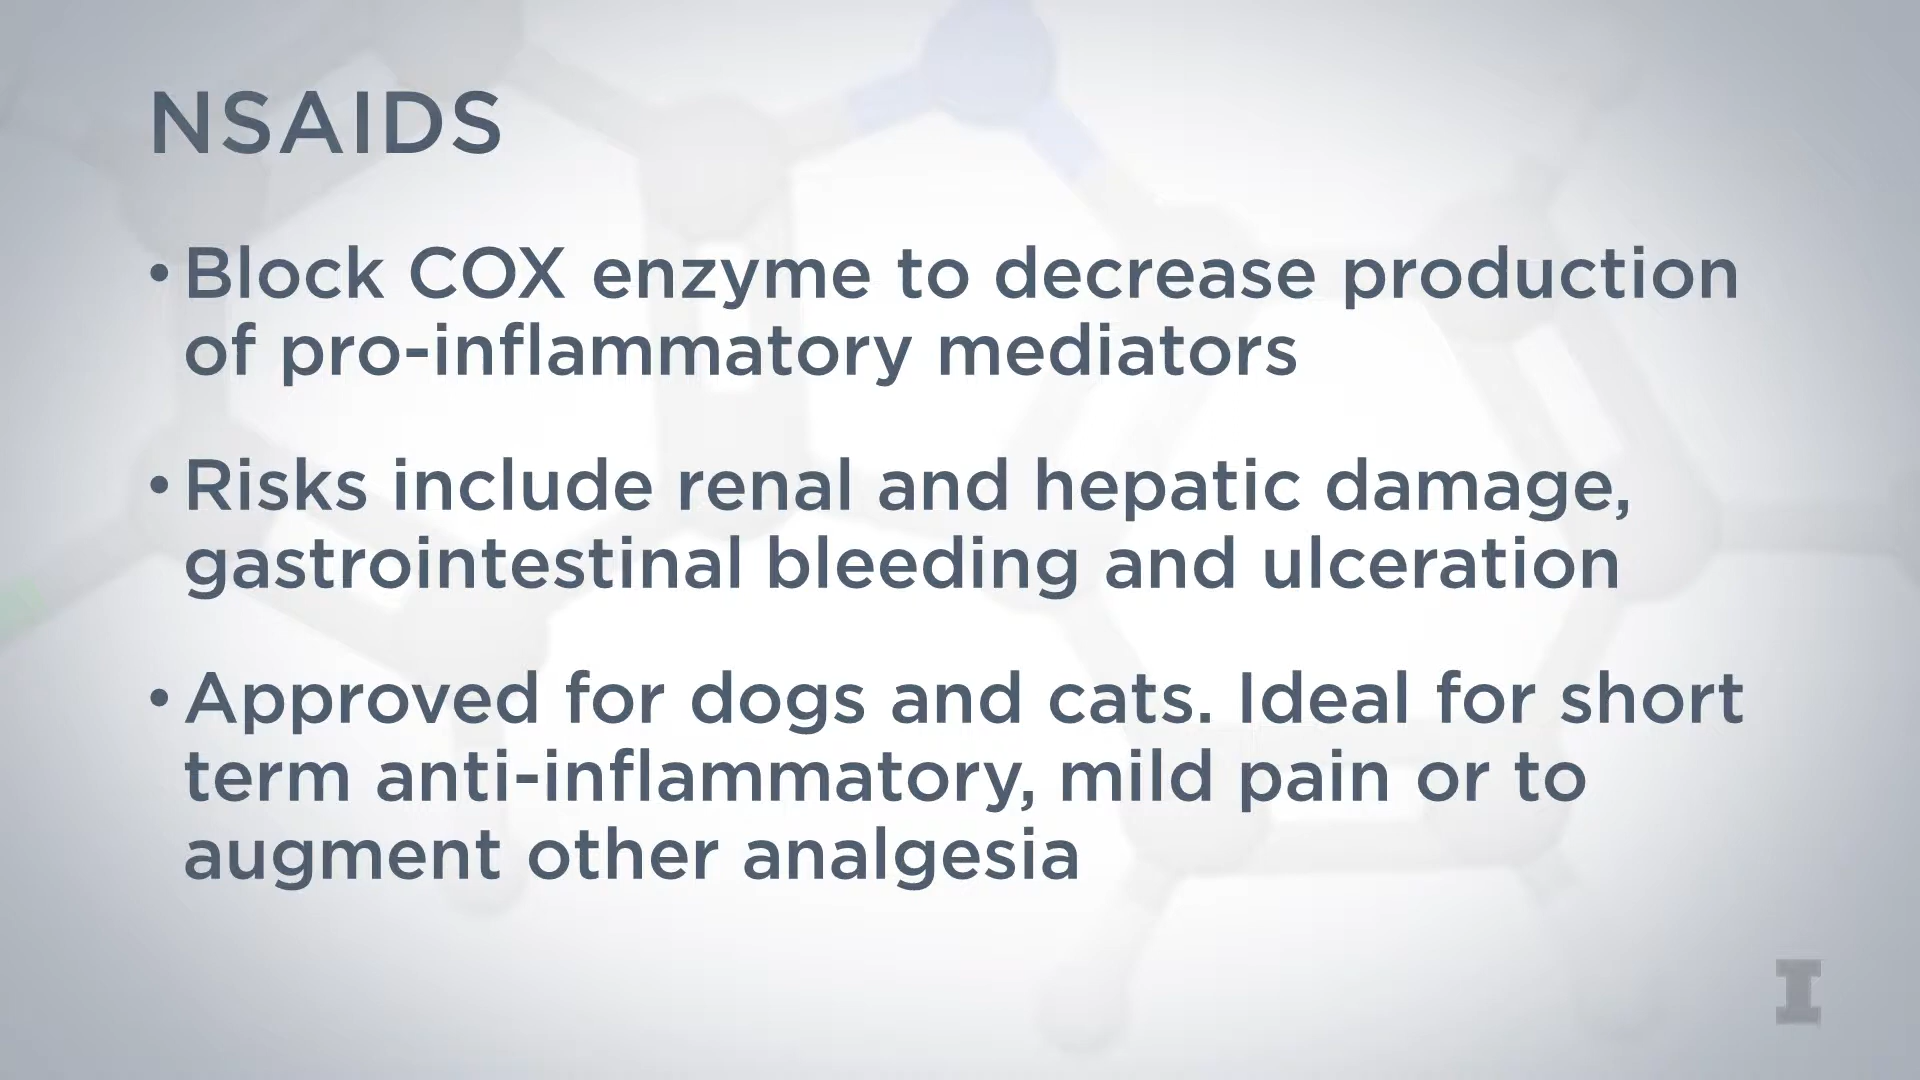 NSAIDS
• Block COX enzyme to decrease production
of pro-inflammatory mediators
• Risks include renal and hepatic damage,
gastrointestinal bleeding and ulceration
• Approved for dogs and cats. Ideal for short
term anti-inflammatory, mild pain or to
augment other analgesia
I